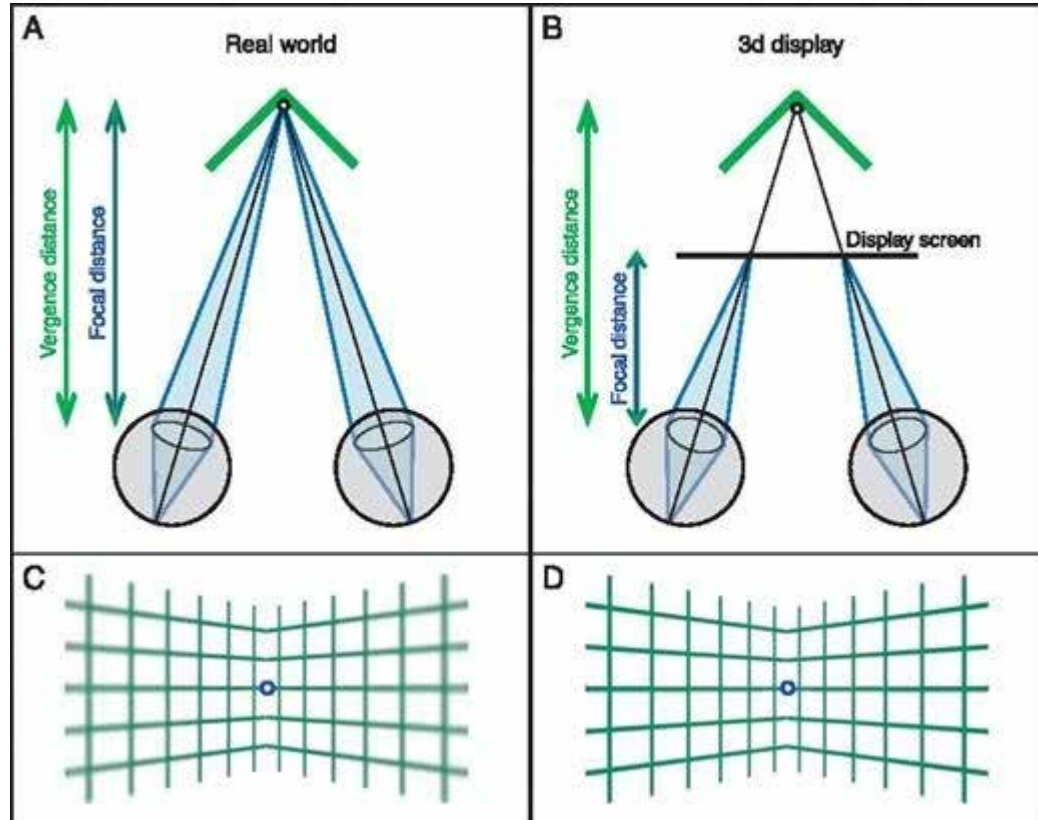 A
Real world
Vergence distance
Focal distance
B
3d display
Vergence distance
Focal distance
Display screen
C
D